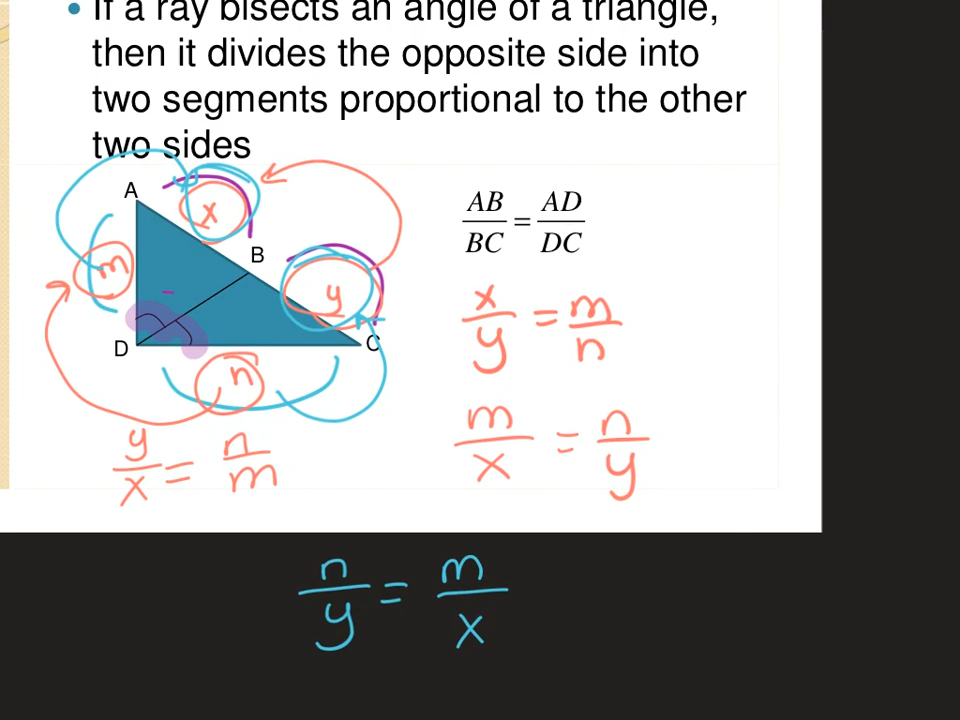 • If a ray bisects an angle of a triangle,
then it divides the opposite side into
two segments proportional to the other
two sides
A
x
B
m
y
D
C
n
AB/BC = AD/DC
x/y = m/n
m/x = n/y
y/x = n/m
n/y = m/x